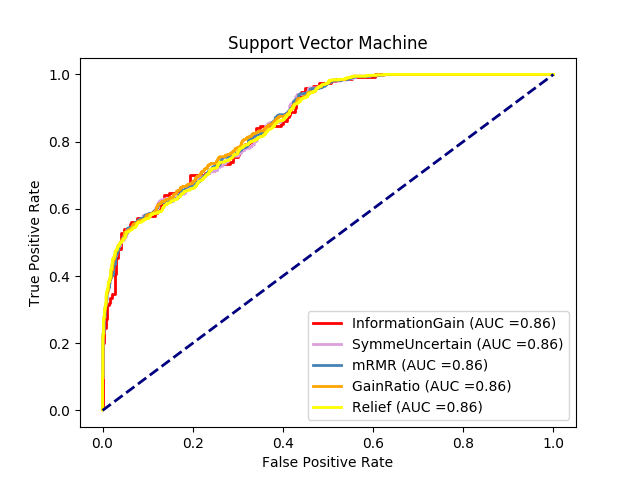 Support Vector Machine
True Positive Rate
1.0
0.8
0.6
0.4
0.2
0.0
InformationGain (AUC =0.86)
SymmeUncertain (AUC =0.86)
mRMR (AUC =0.86)
GainRatio (AUC =0.86)
Relief (AUC =0.86)
0.0 0.2 0.4 0.6 0.8 1.0
False Positive Rate